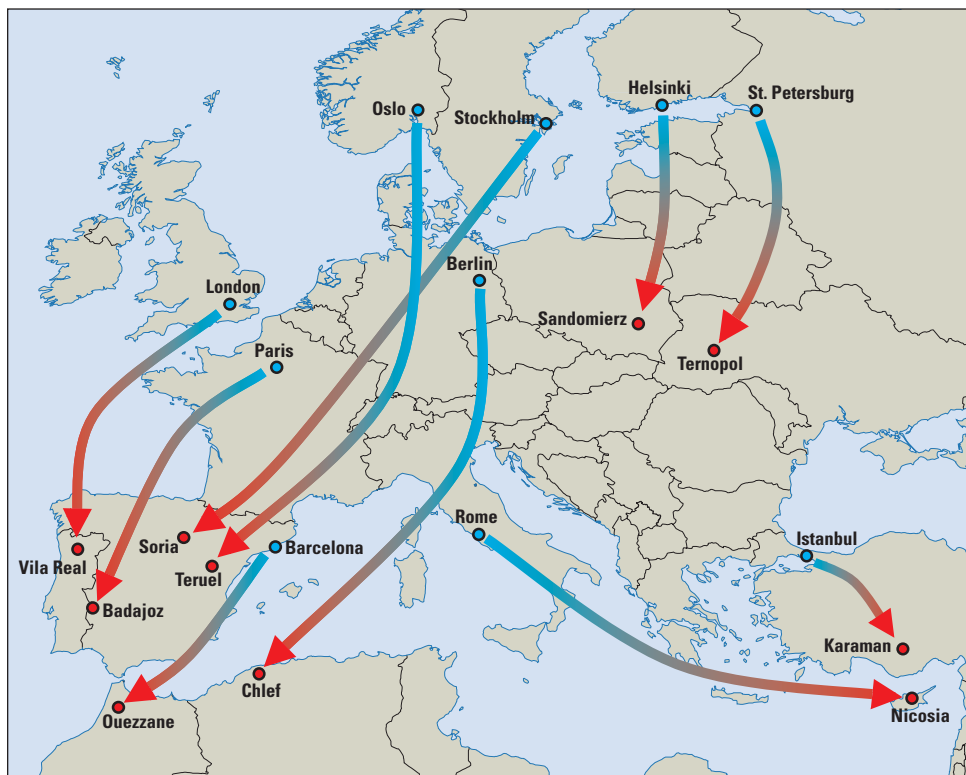 Helsinki
St. Petersburg
Oslo
Stockholm
Berlin
London
Sandomierz
Paris
Ternopol
Rome
Istanbul
Soria
Barcelona
Vila Real
Teruel
Badajoz
Karaman
Chlef
Ouezzane
Nicosia